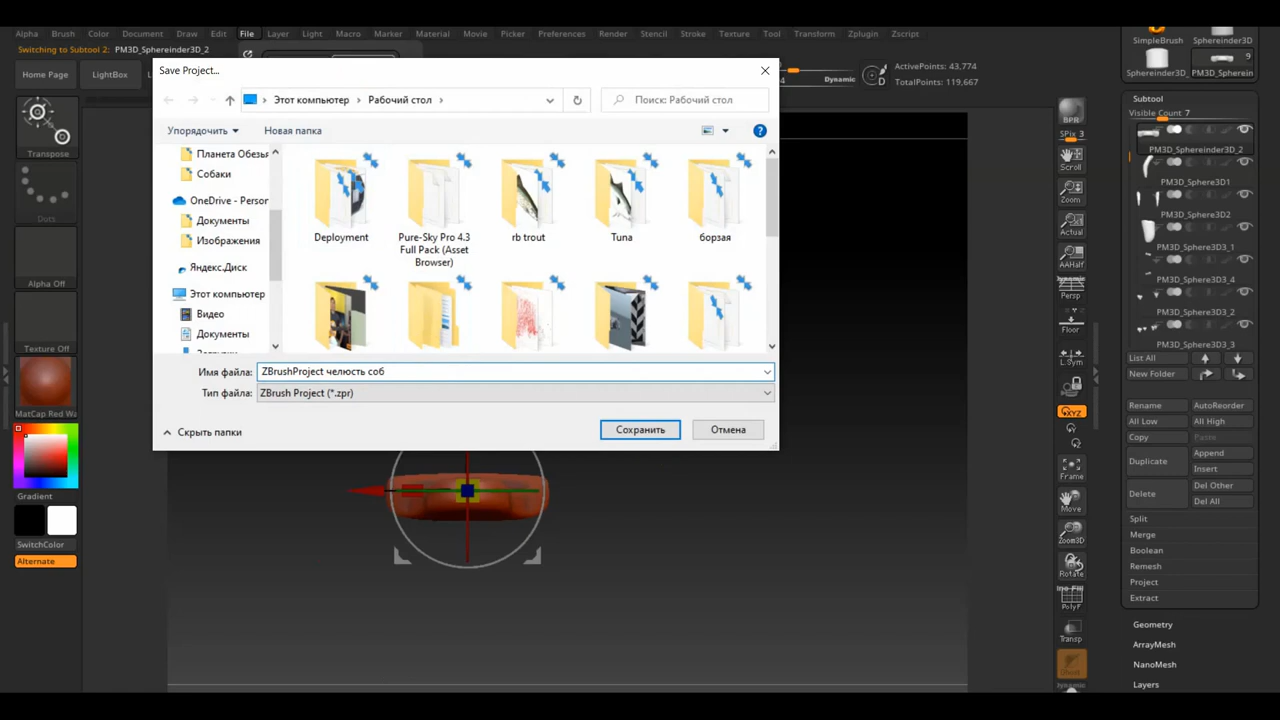 Alpha Brush Color Document Draw Edit File Layer Light Macro Marker Material Movie Picker Preferences Render Stencil Stroke Texture Tool Transform Zplugin Zscript
Switching to Subtool 2: PM3D_Sphereinder3D_2
Home Page LightBox
Save Project...
Этот компьютер Рабочий стол
Поиск: Рабочий стол
Упорядочить Новая папка
Планета Обезь
Собаки
OneDrive - Person
Документы
Изображения
Яндекс.Диск
Этот компьютер
Видео
Документы
Deployment
Pure-Sky Pro 4.3
Full Pack (Asset
Browser)
rb trout
Tuna
борзая
Имя файла: ZBrushProject челюсть соб
Тип файла: ZBrush Project (*.zpr)
Скрыть папки
Сохранить Отмена
Transpose
Dots
Alpha Off
Texture Off
MatCap Red Wa
Gradient
SwitchColor
Alternate
Dynamic
D
ActivePoints: 43,774
TotalPoints: 119,667
BPR
SPix 3
Scroll
Zoom
Actual
AAHalf
Dynamic
Persp
Floor
L.Sym
XYZ
Y
Z
Frame
Move
Zoom3D
Rotate
PolyF
Transp
Dynamic
SimpleBrush Sphereinder3D
9
Sphereinder3D PM3D_Spherein
Subtool
Visible Count 7
PM3D_Sphereinder3D_2
PM3D_Sphere3D1
PM3D_Sphere3D2
PM3D_Sphere3D3_1
PM3D_Sphere3D3_4
PM3D_Sphere3D3_2
PM3D_Sphere3D3_3
List All
New Folder
Rename AutoReorder
All Low All High
Copy Paste
Duplicate
Append
Insert
Delete
Del Other
Del All
Split
Merge
Boolean
Remesh
Project
Extract
Geometry
ArrayMesh
NanoMesh
Layers